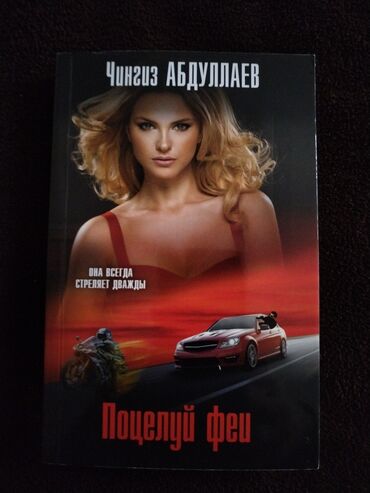 Чингиз АБДУЛЛАЕВ
ОНА ВСЕГДА
СТРЕЛЯЕТ ДВАЖДЫ
Поцелуй феи